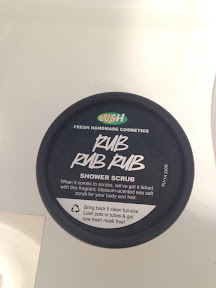 LUSH
FRESH HANDMADE COSMETICS
RUB
RUB RUB
SHOWER SCRUB
When it comes to scrubs, we've got it licked
with this fragrant, blossom-scented sea salt
scrub for your body and hair.
Bring back 5 clean full-size
Lush pots or tubes & get
one fresh mask free!